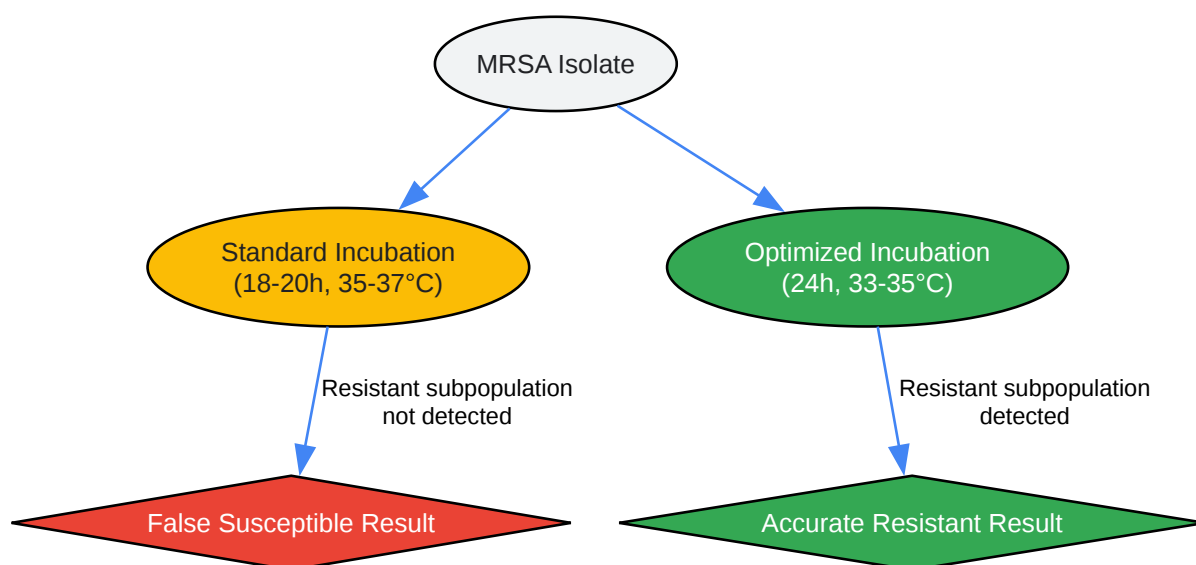 MRSA Isolate
Standard Incubation
(18-20h, 35-37°C)
Optimized Incubation
(24h, 33-35°C)
Resistant subpopulation
not detected
Resistant subpopulation
detected
False Susceptible Result
Accurate Resistant Result